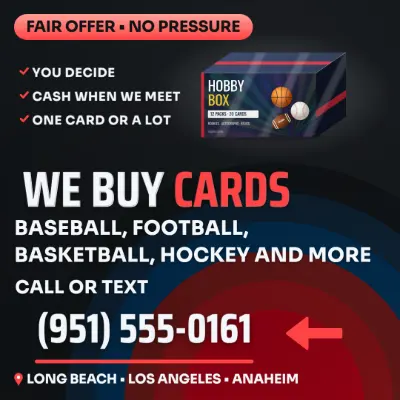 FAIR OFFER • NO PRESSURE
YOU DECIDE
CASH WHEN WE MEET
ONE CARD OR A LOT
HOBBY
BOX
WE BUY CARDS
BASEBALL, FOOTBALL,
BASKETBALL, HOCKEY AND MORE
CALL OR TEXT
(951) 555-0161
LONG BEACH • LOS ANGELES • ANAHEIM